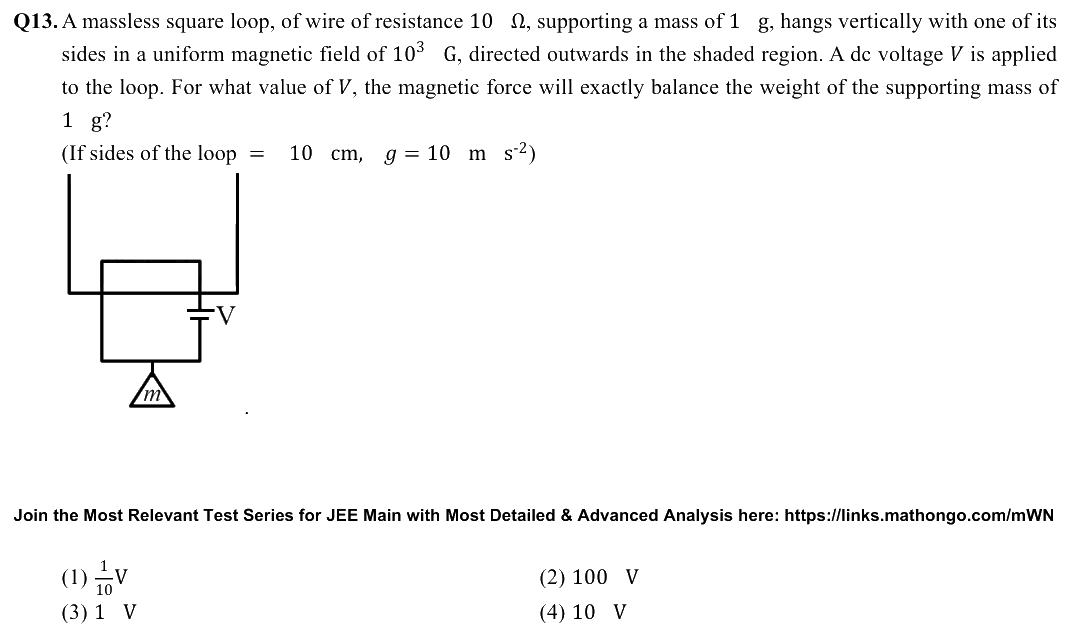 Q13. A massless square loop, of wire of resistance 10 Ω, supporting a mass of 1 g, hangs vertically with one of its
sides in a uniform magnetic field of 10³ G, directed outwards in the shaded region. A dc voltage V is applied
to the loop. For what value of V, the magnetic force will exactly balance the weight of the supporting mass of
1 g?
(If sides of the loop = 10 cm, g = 10 m s⁻²)
V
m
Join the Most Relevant Test Series for JEE Main with Most Detailed & Advanced Analysis here: https://links.mathongo.com/mWN
(1) 1/10 V (2) 100 V
(3) 1 V (4) 10 V